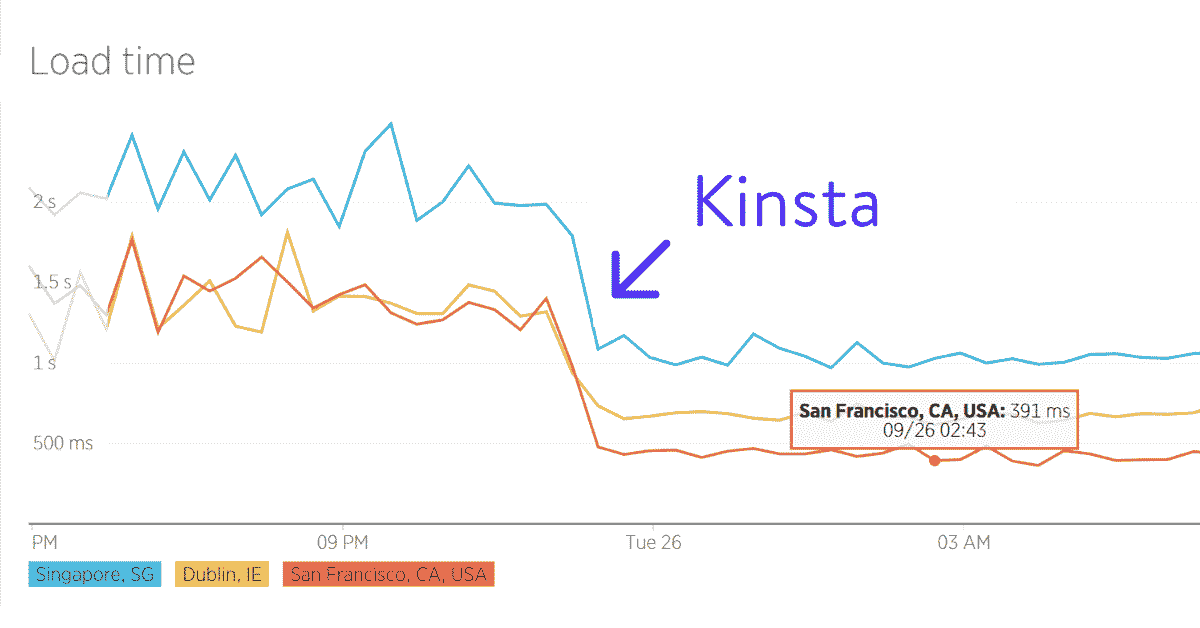 Load time
2 s
Kinsta
1.5 s
1 s
San Francisco, CA, USA: 391 ms
09/26 02:43
500 ms
PM 09 PM Tue 26 03 AM
Singapore, SG Dublin, IE San Francisco, CA, USA